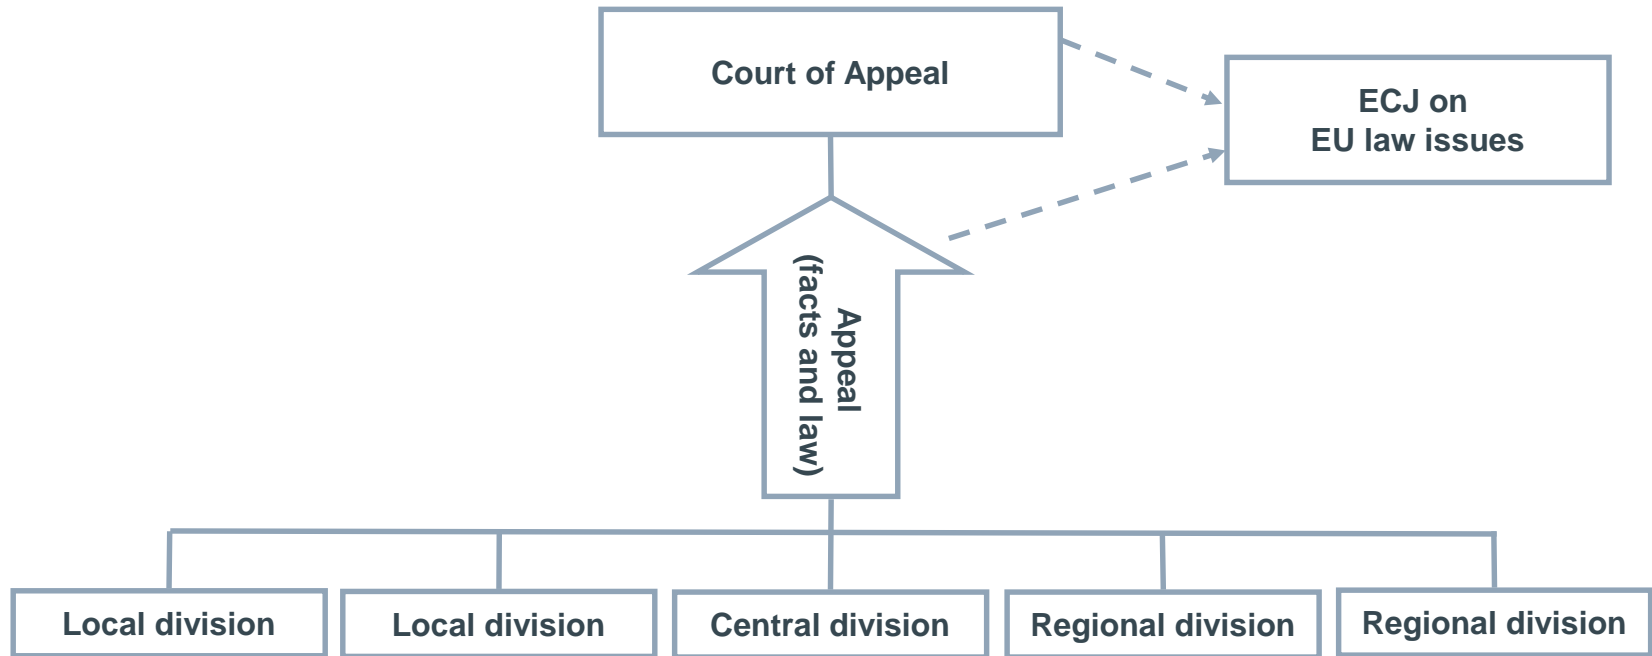 Court of Appeal
ECJ on
EU law issues
Appeal
(facts and law)
Local division
Local division
Central division
Regional division
Regional division